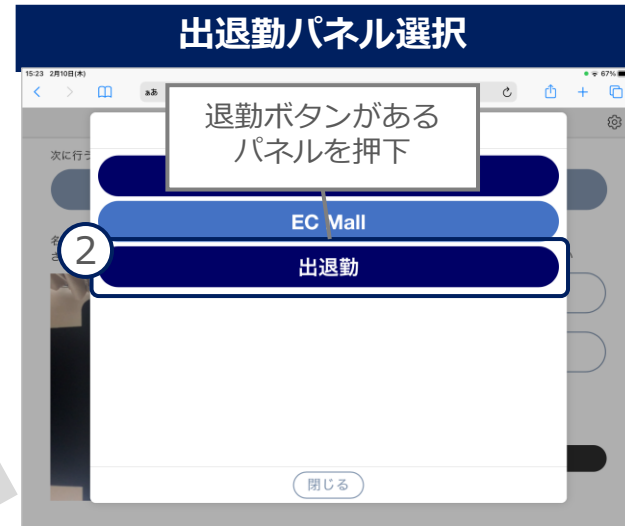 出退勤パネル選択
15:23 2月10日(木)
67%
ぁあ
退勤ボタンがある
パネルを押下
次に行う
EC Mall
2
出退勤
閉じる